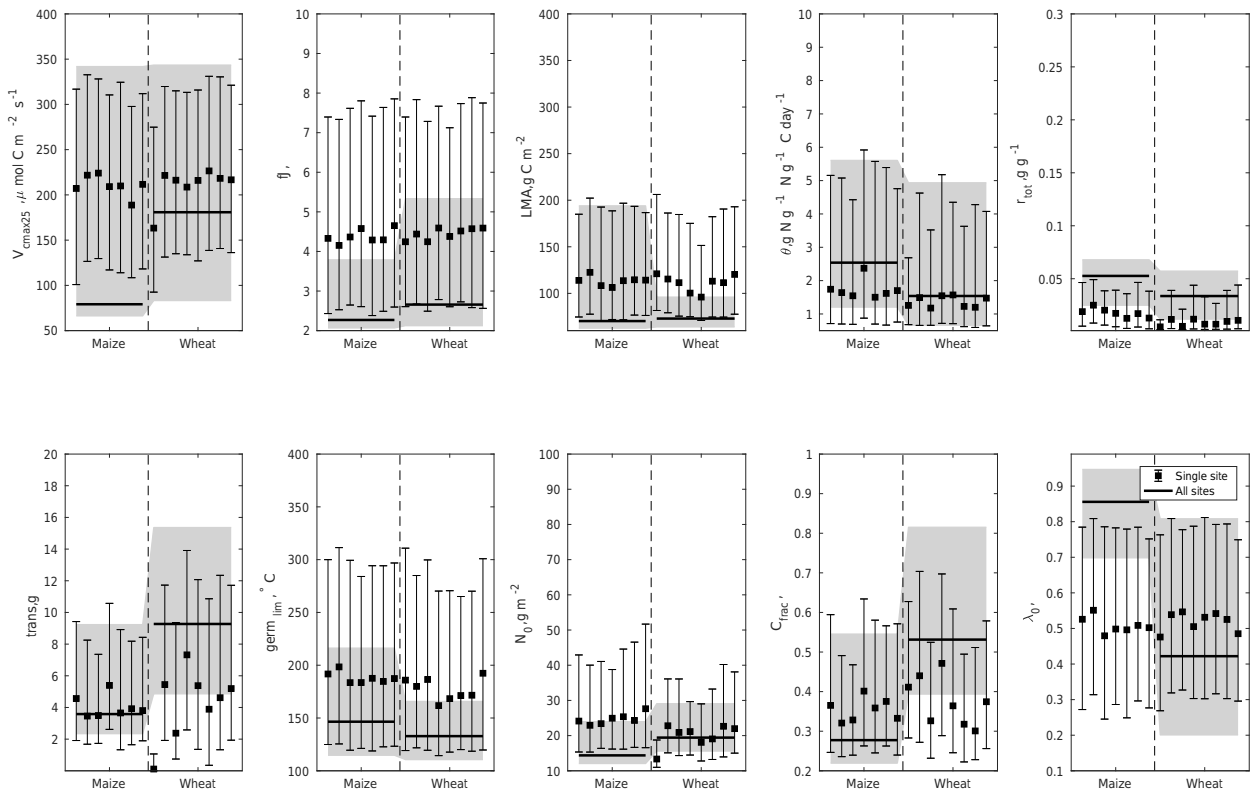 400
350
300
250
200
150
100
50
V cmax25 , ,μ mol C m -2 s -1
Maize
Wheat
10
9
8
7
6
5
4
3
2
fJ ,
Maize
Wheat
400
350
300
250
200
150
100
LMA,g C m -2
Maize
Wheat
10
9
8
7
6
5
4
3
2
1
θ,g N g -1 N g -1 C day -1
Maize
Wheat
0.3
0.25
0.2
0.15
0.1
0.05
r tot ,g g -1
Maize
Wheat
20
18
16
14
12
10
8
6
4
2
trans,g
Maize
Wheat
400
350
300
250
200
150
100
germ lim , ° C
Maize
Wheat
100
90
80
70
60
50
40
30
20
10
N 0 ,g m -2
Maize
Wheat
1
0.9
0.8
0.7
0.6
0.5
0.4
0.3
0.2
C frac ,
Maize
Wheat
0.9
0.8
0.7
0.6
0.5
0.4
0.3
0.2
0.1
λ 0 ,
Single site
All sites
Maize
Wheat